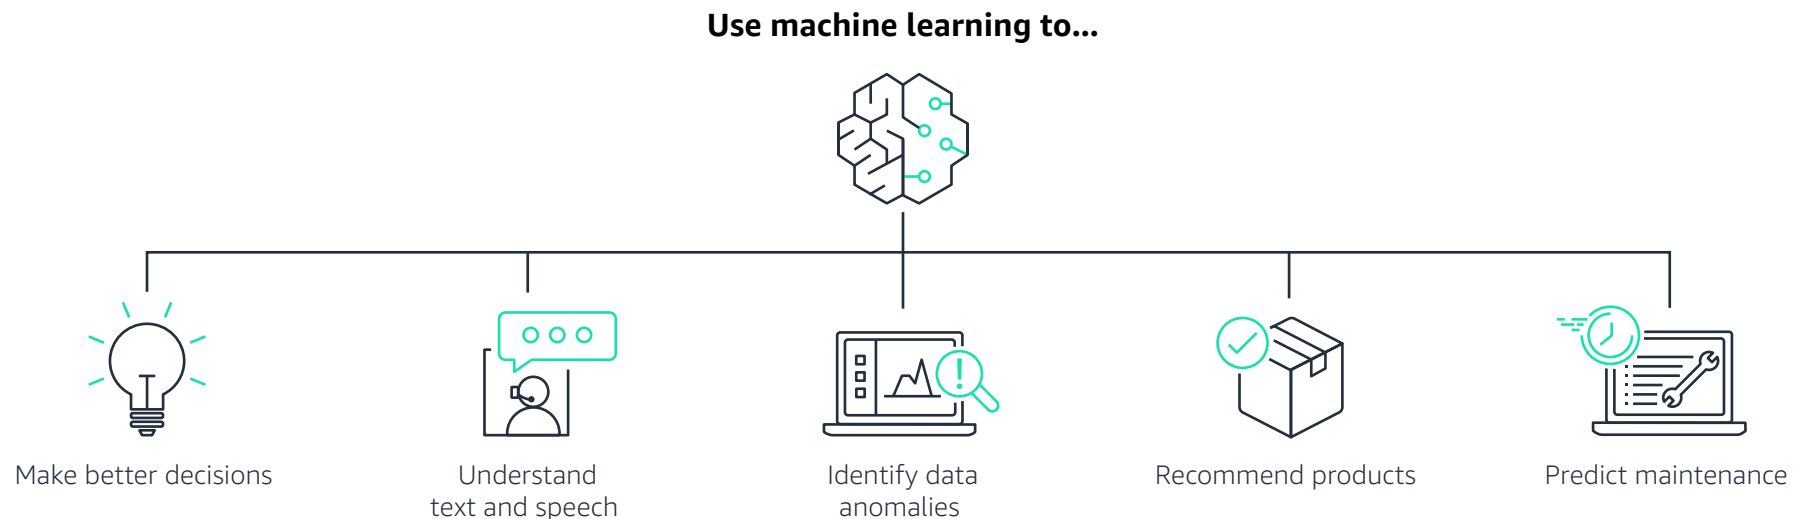 Use machine learning to...
Make better decisions
Understand
text and speech
Identify data
anomalies
Recommend products
Predict maintenance